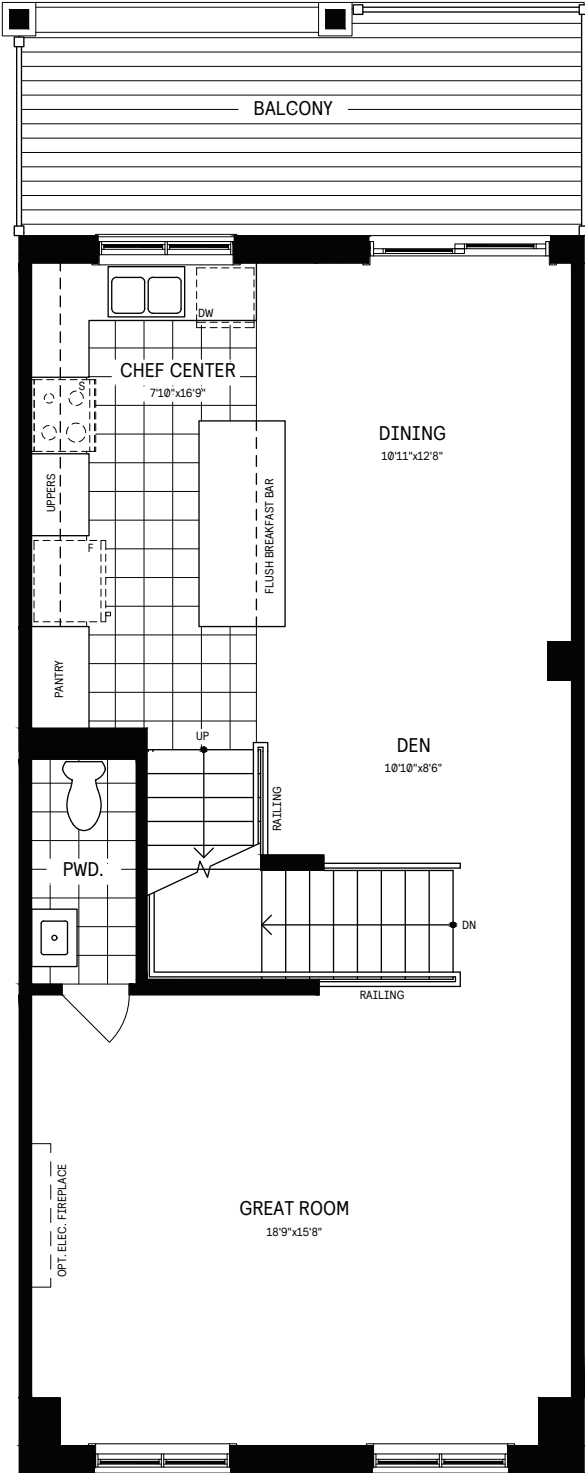 BALCONY
DW
CHEF CENTER
7'10"x16'9"
S
DINING
10'11"x12'8"
UPPERS
FLUSH BREAKFAST BAR
F
PANTRY
UP
DEN
10'10"x8'6"
RAILING
PWD.
DN
RAILING
OPT. ELEC. FIREPLACE
GREAT ROOM
18'9"x15'8"